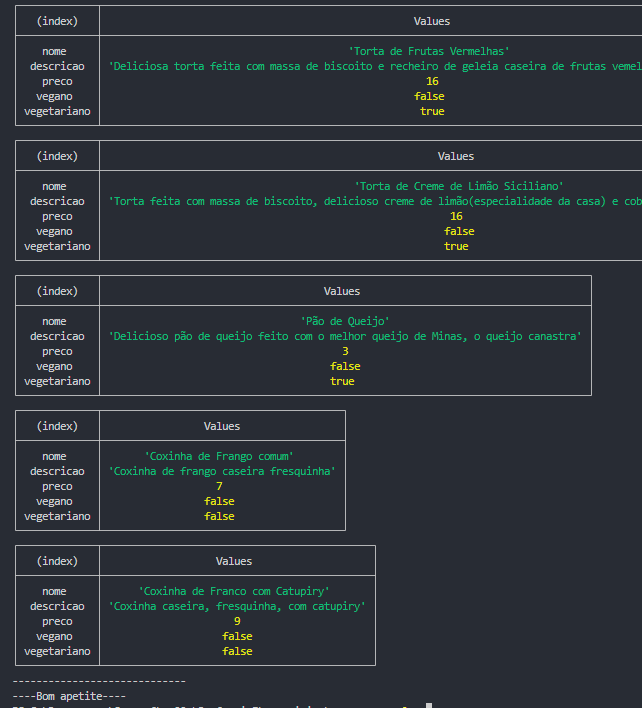 (index) Values
nome 'Torta de Frutas Vermelhas'
descricao 'Deliciosa torta feita com massa de biscoito e recheiro de geleia caseira de frutas vemel
preco 16
vegano false
vegetariano true
(index) Values
nome 'Torta de Creme de Limão Siciliano'
descricao 'Torta feita com massa de biscoito, delicioso creme de limão(especialidade da casa) e cob
preco 16
vegano false
vegetariano true
(index) Values
nome 'Pão de Queijo'
descricao 'Delicioso pão de queijo feito com o melhor queijo de Minas, o queijo canastra'
preco 3
vegano false
vegetariano true
(index) Values
nome 'Coxinha de Frango comum'
descricao 'Coxinha de frango caseira fresquinha'
preco 7
vegano false
vegetariano false
(index) Values
nome 'Coxinha de Franco com Catupiry'
descricao 'Coxinha caseira, fresquinha, com catupiry'
preco 9
vegano false
vegetariano false
-----------------------------
----Bom apetite----